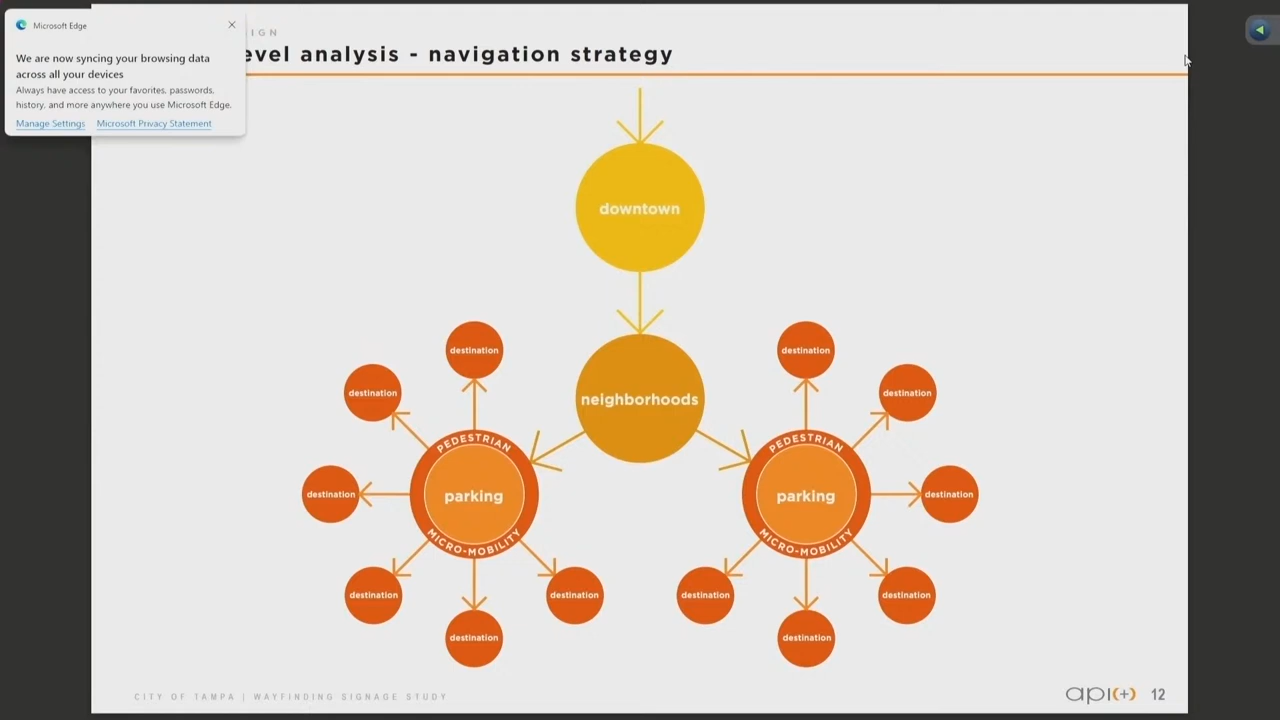 Microsoft Edge
We are now syncing your browsing data
across all your devices
Always have access to your favorites, passwords,
history, and more anywhere you use Microsoft Edge.
Manage Settings Microsoft Privacy Statement
analysis - navigation strategy
downtown
neighborhoods
destination
destination
destination
destination
destination
destination
PEDESTRIAN
parking
MICRO-MOBILITY
destination
destination
destination
destination
destination
destination
PEDESTRIAN
parking
MICRO-MOBILITY
CITY OF TAMPA | WAYFINDING SIGNAGE STUDY
api(+) 12